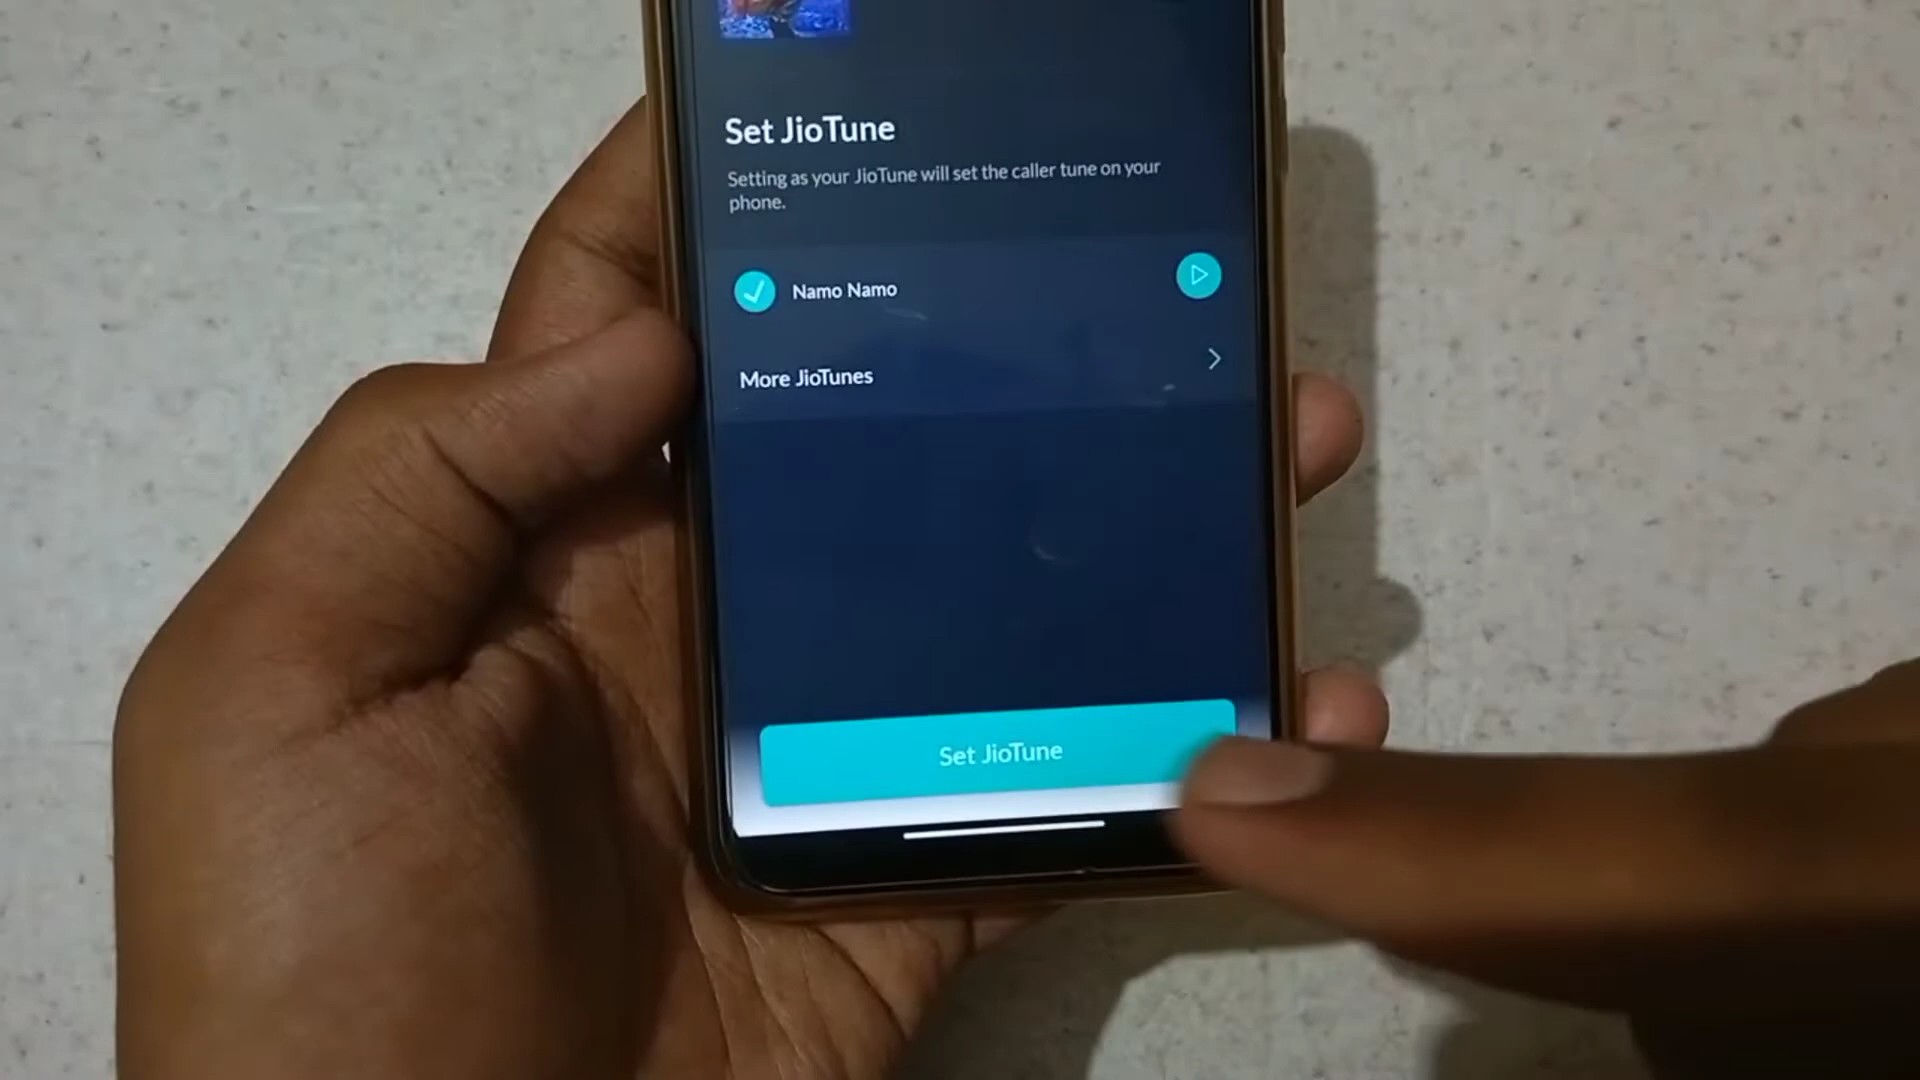 Set JioTune
Setting as your JioTune will set the caller tune on your
phone.
Namo Namo
More JioTunes
Set JioTune